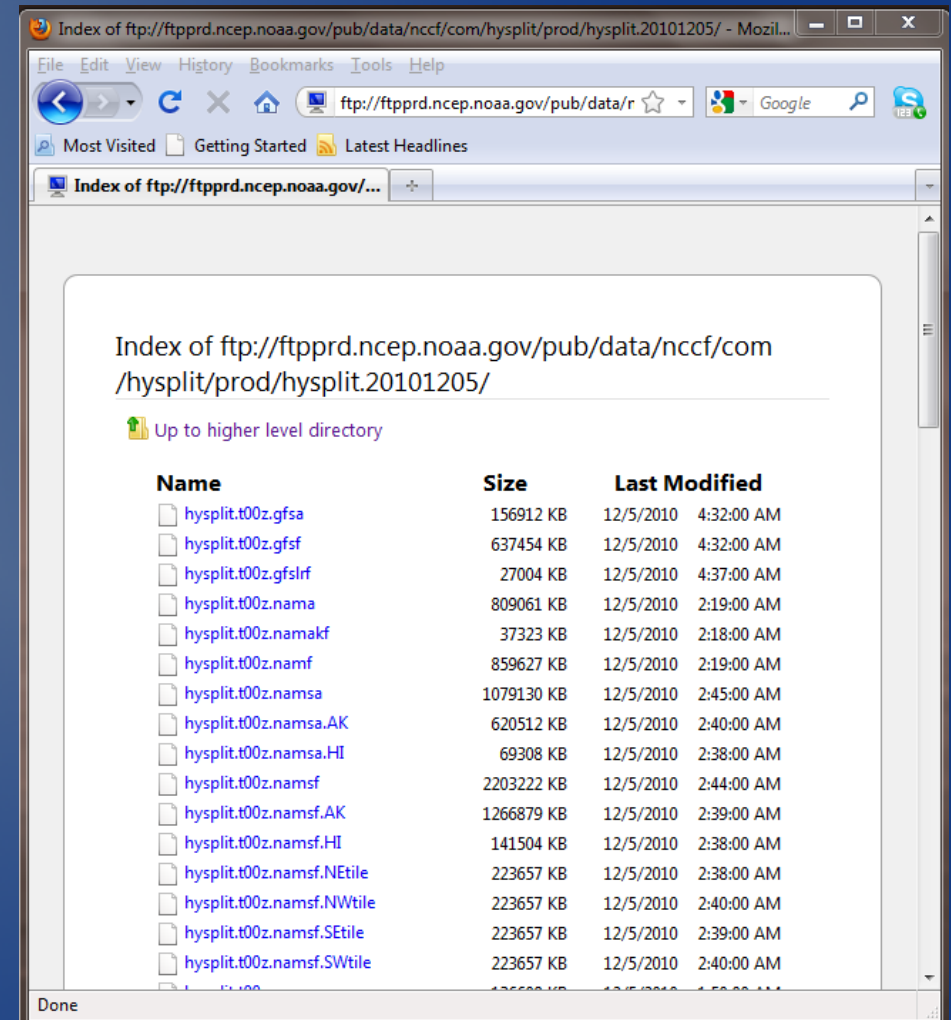 Index of ftp://ftpprd.ncep.noaa.gov/pub/data/nccf/com/hysplit/prod/hysplit.20101205/ - Mozil...
File Edit View History Bookmarks Tools Help
ftp://ftpprd.ncep.noaa.gov/pub/data/r Google
Most Visited Getting Started Latest Headlines
Index of ftp://ftpprd.ncep.noaa.gov/...
Index of ftp://ftpprd.ncep.noaa.gov/pub/data/nccf/com
/hysplit/prod/hysplit.20101205/
Up to higher level directory
Name Size Last Modified
hysplit.t00z.gfsa 156912 KB 12/5/2010 4:32:00 AM
hysplit.t00z.gfsf 637454 KB 12/5/2010 4:32:00 AM
hysplit.t00z.gfslrf 27004 KB 12/5/2010 4:37:00 AM
hysplit.t00z.nama 809061 KB 12/5/2010 2:19:00 AM
hysplit.t00z.namakf 37323 KB 12/5/2010 2:18:00 AM
hysplit.t00z.namf 859627 KB 12/5/2010 2:19:00 AM
hysplit.t00z.namsa 1079130 KB 12/5/2010 2:45:00 AM
hysplit.t00z.namsa.AK 620512 KB 12/5/2010 2:40:00 AM
hysplit.t00z.namsa.HI 69308 KB 12/5/2010 2:38:00 AM
hysplit.t00z.namsf 2203222 KB 12/5/2010 2:44:00 AM
hysplit.t00z.namsf.AK 1266879 KB 12/5/2010 2:39:00 AM
hysplit.t00z.namsf.HI 141504 KB 12/5/2010 2:38:00 AM
hysplit.t00z.namsf.NEtile 223657 KB 12/5/2010 2:38:00 AM
hysplit.t00z.namsf.NWtile 223657 KB 12/5/2010 2:40:00 AM
hysplit.t00z.namsf.SEtile 223657 KB 12/5/2010 2:39:00 AM
hysplit.t00z.namsf.SWtile 223657 KB 12/5/2010 2:40:00 AM
Done